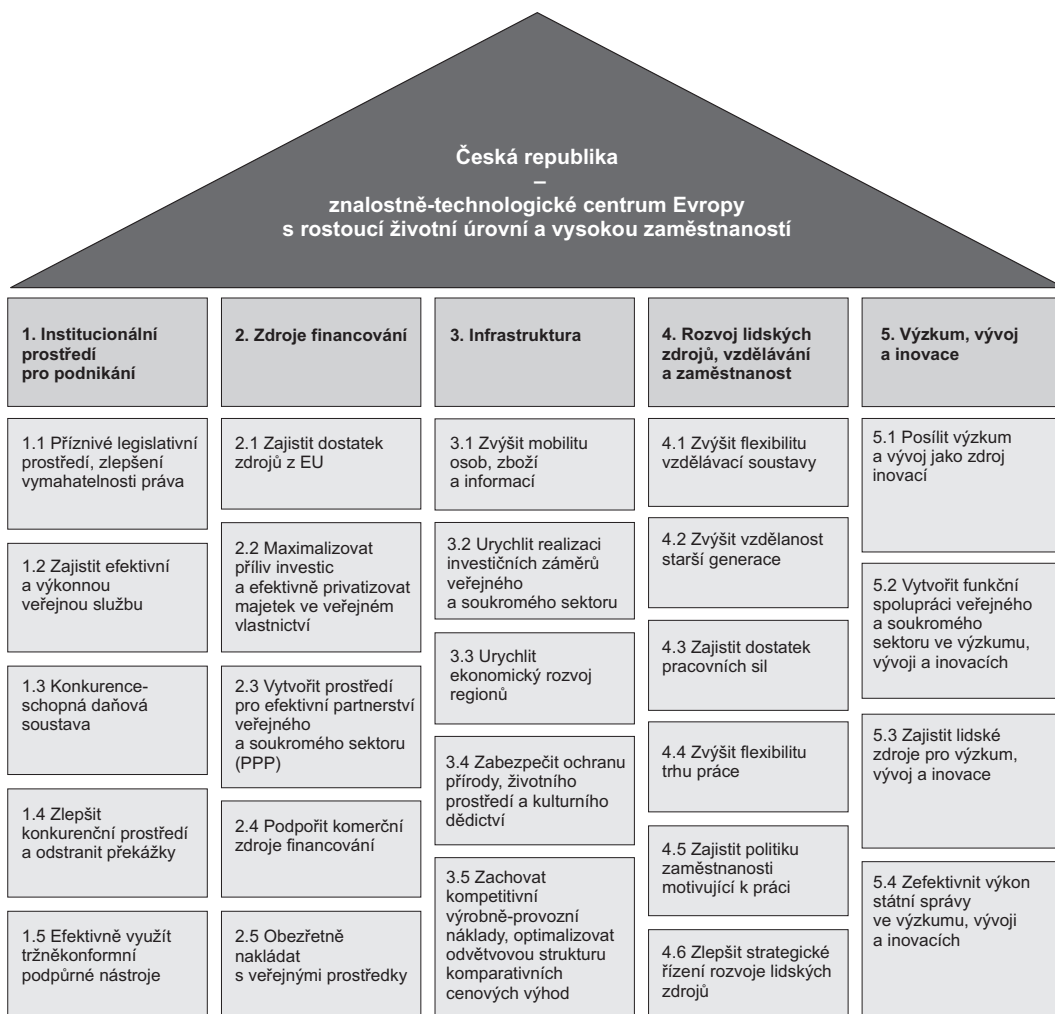 Česká republika
–
znalostně-technologické centrum Evropy
s rostoucí životní úrovní a vysokou zaměstnaností
1. Institucionální
prostředí
pro podnikání
1.1 Příznivé legislativní
prostředí, zlepšení
vymahatelnosti práva
1.2 Zajistit efektivní
a výkonnou
veřejnou službu
1.3 Konkurence-
schopná daňová
soustava
1.4 Zlepšit
konkurenční prostředí
a odstranit překážky
1.5 Efektivně využít
tržněkonformní
podpůrné nástroje
2. Zdroje financování
2.1 Zajistit dostatek
zdrojů z EU
2.2 Maximalizovat
příliv investic
a efektivně privatizovat
majetek ve veřejném
vlastnictví
2.3 Vytvořit prostředí
pro efektivní partnerství
veřejného
a soukromého sektoru
(PPP)
2.4 Podpořit komerční
zdroje financování
2.5 Obezřetně
nakládat
s veřejnými prostředky
3. Infrastruktura
3.1 Zvýšit mobilitu
osob, zboží
a informací
3.2 Urychlit realizaci
investičních záměrů
veřejného
a soukromého sektoru
3.3 Urychlit
ekonomický rozvoj
regionů
3.4 Zabezpečit ochranu
přírody, životního
prostředí a kulturního
dědictví
3.5 Zachovat
kompetitivní
výrobně-provozní
náklady, optimalizovat
odvětvovou strukturu
komparativních
cenových výhod
4. Rozvoj lidských
zdrojů, vzdělávání
a zaměstnanost
4.1 Zvýšit flexibilitu
vzdělávací soustavy
4.2 Zvýšit vzdělanost
starší generace
4.3 Zajistit dostatek
pracovních sil
4.4 Zvýšit flexibilitu
trhu práce
4.5 Zajistit politiku
zaměstnanosti
motivující k práci
4.6 Zlepšit strategické
řízení rozvoje lidských
zdrojů
5. Výzkum, vývoj
a inovace
5.1 Posílit výzkum
a vývoj jako zdroj
inovací
5.2 Vytvořit funkční
spolupráci veřejného
a soukromého
sektoru ve výzkumu,
vývoji a inovacích
5.3 Zajistit lidské
zdroje pro výzkum,
vývoj a inovace
5.4 Zefektivnit výkon
státní správy
ve výzkumu, vývoji
a inovacích